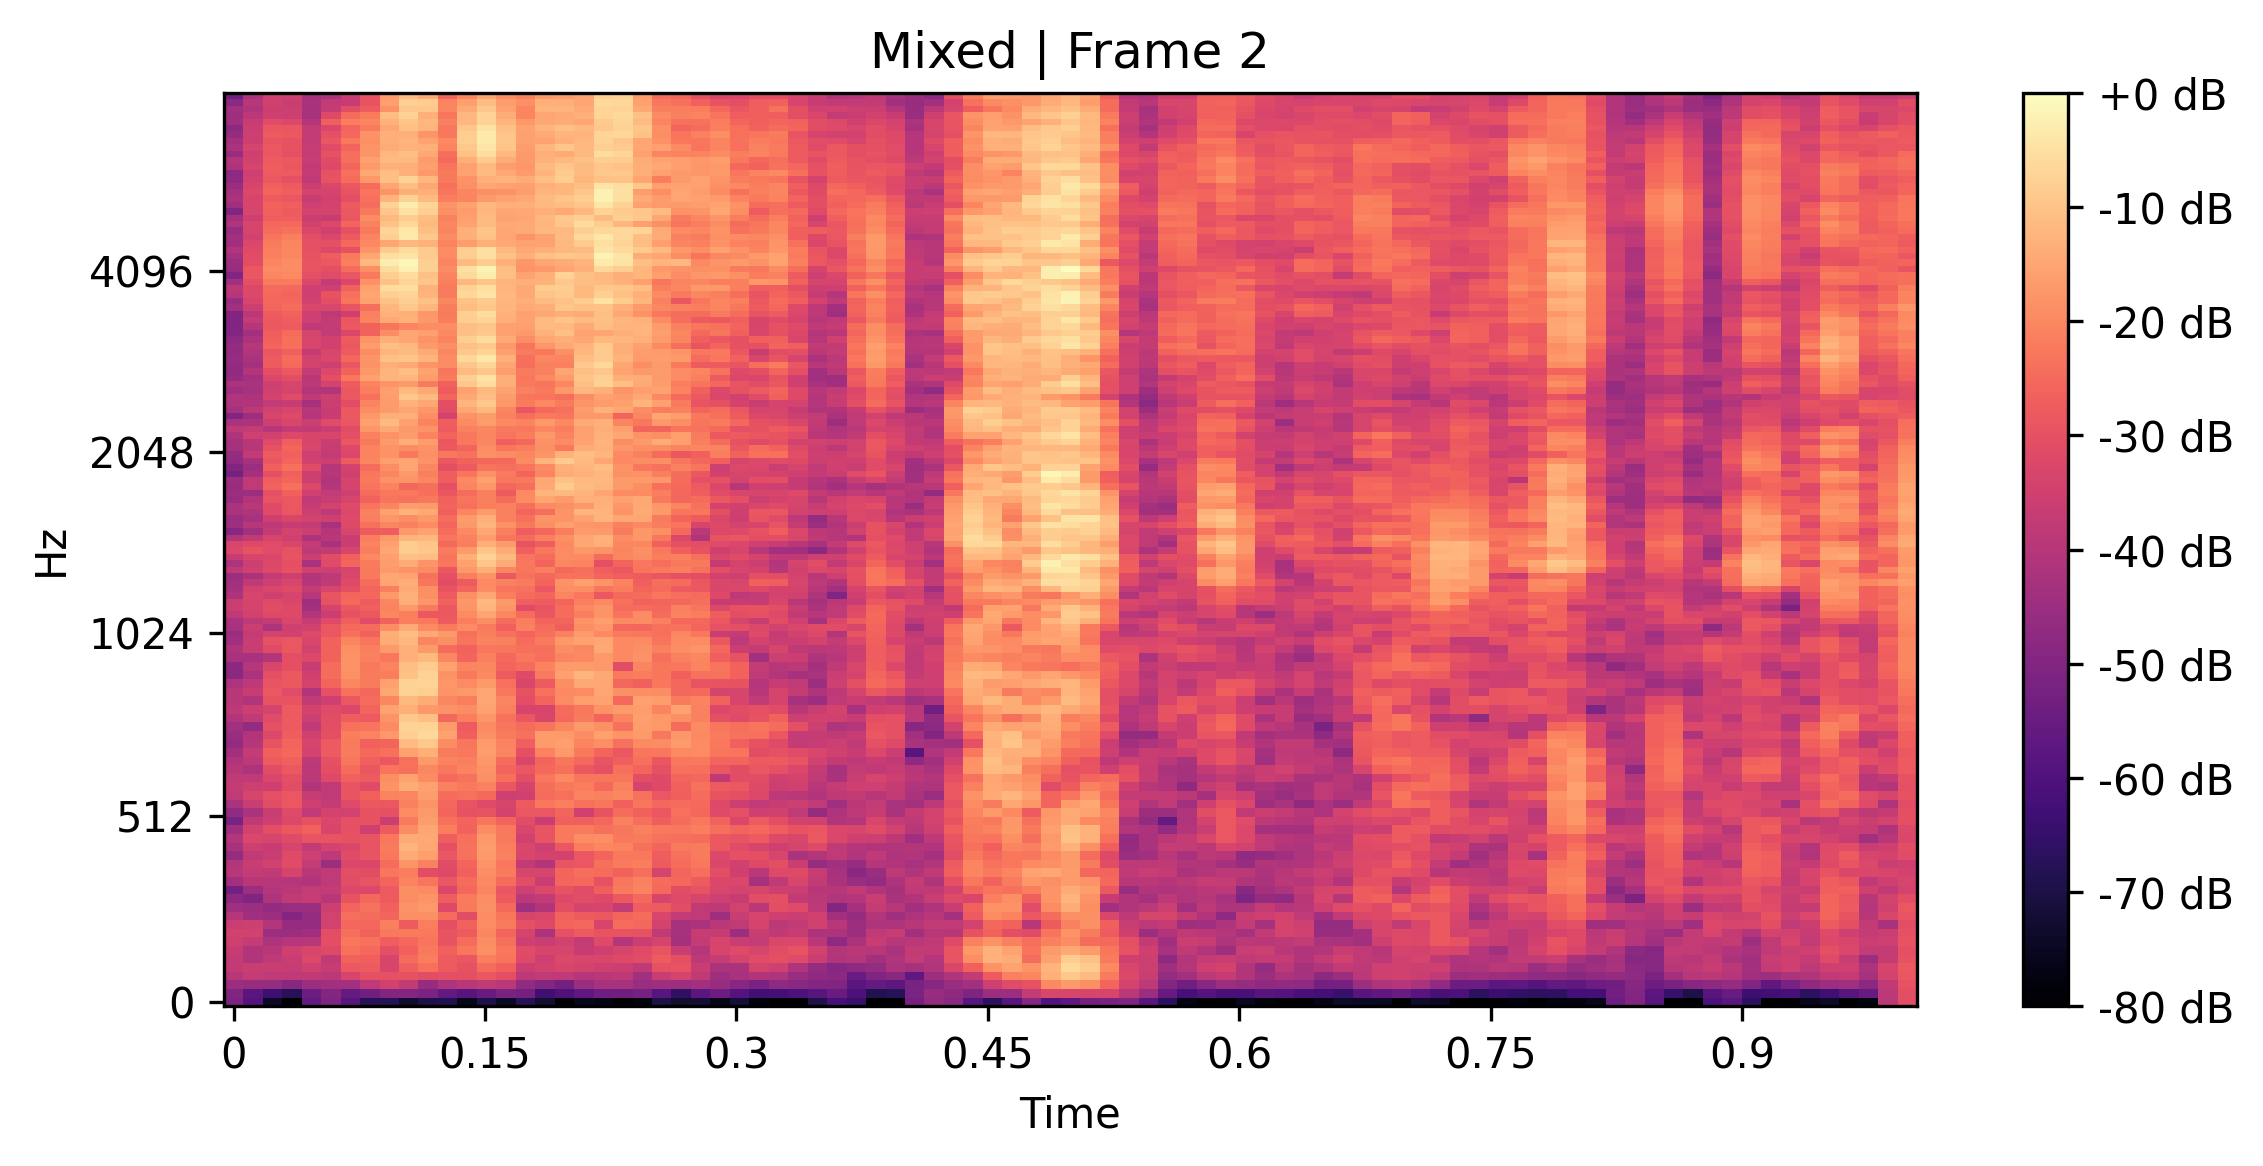 Mixed | Frame 2
+0 dB
-10 dB
-20 dB
-30 dB
-40 dB
-50 dB
-60 dB
-70 dB
-80 dB
Hz
4096
2048
1024
512
0
0 0.15 0.3 0.45 0.6 0.75 0.9
Time